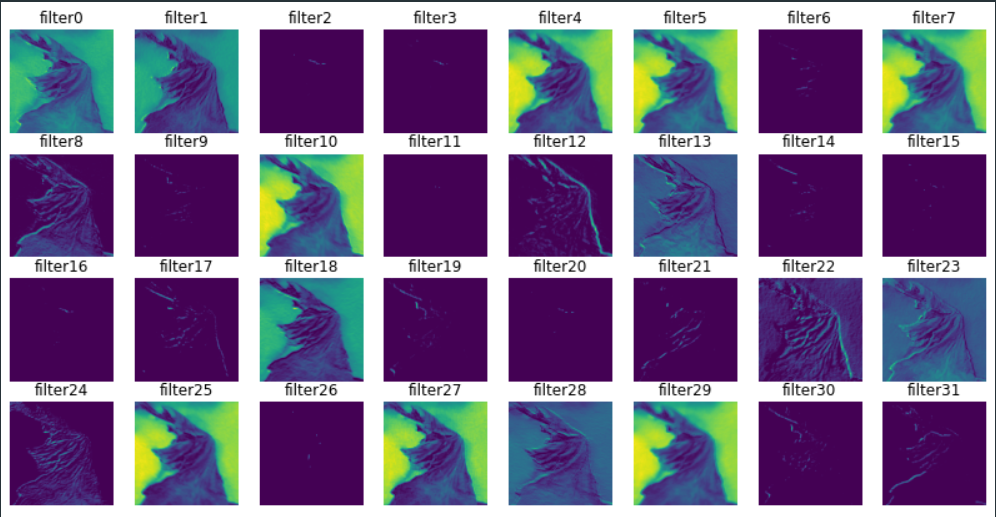 filter0 filter1 filter2 filter3 filter4 filter5 filter6 filter7
filter8 filter9 filter10 filter11 filter12 filter13 filter14 filter15
filter16 filter17 filter18 filter19 filter20 filter21 filter22 filter23
filter24 filter25 filter26 filter27 filter28 filter29 filter30 filter31